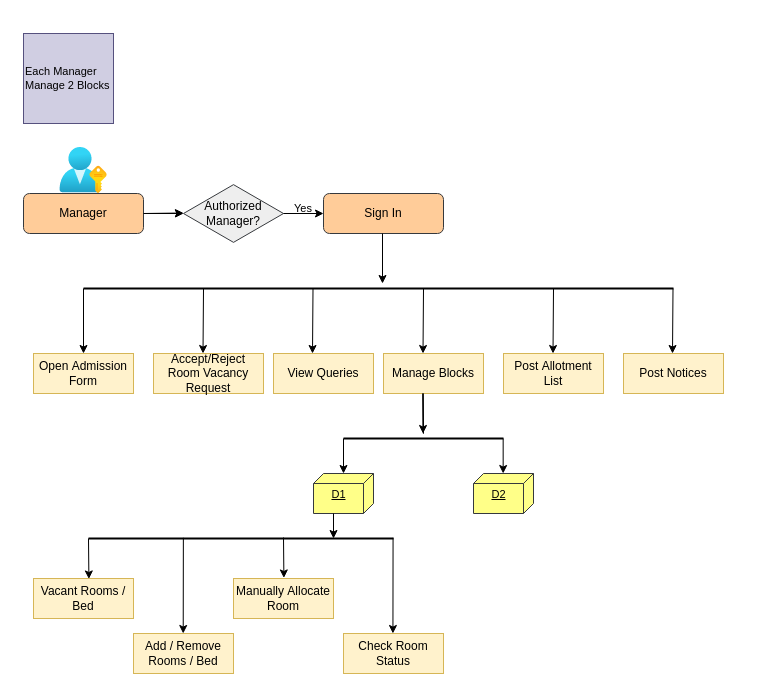 Each Manager
Manage 2 Blocks
Manager
Authorized
Manager?
Yes
Sign In
Open Admission
Form
Accept/Reject
Room Vacancy
Request
View Queries
Manage Blocks
Post Allotment
List
Post Notices
D1
D2
Vacant Rooms /
Bed
Manually Allocate
Room
Add / Remove
Rooms / Bed
Check Room
Status